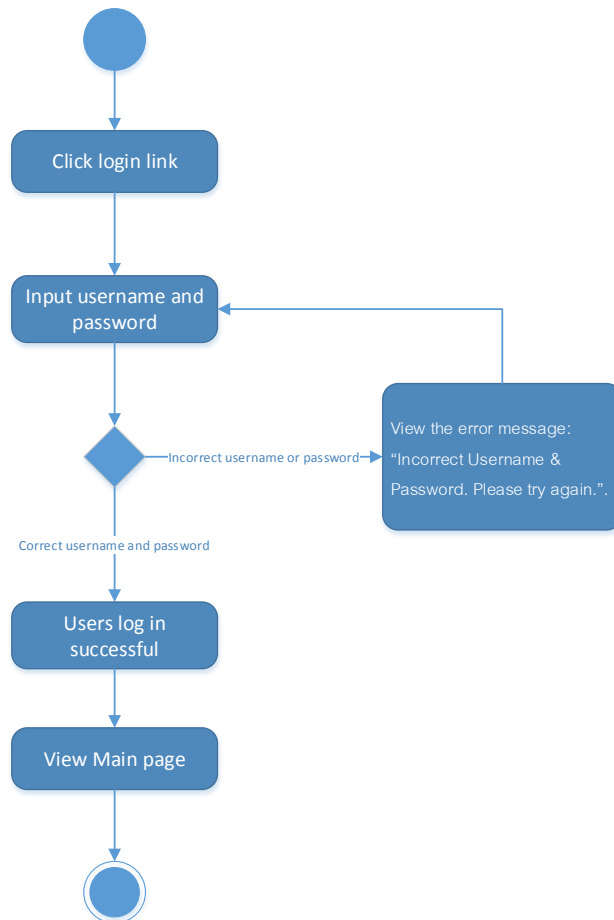 Click login link
Input username and
password
View the error message:
“Incorrect Username &
Password. Please try again.”.
Incorrect username or password
Correct username and password
Users log in
successful
View Main page